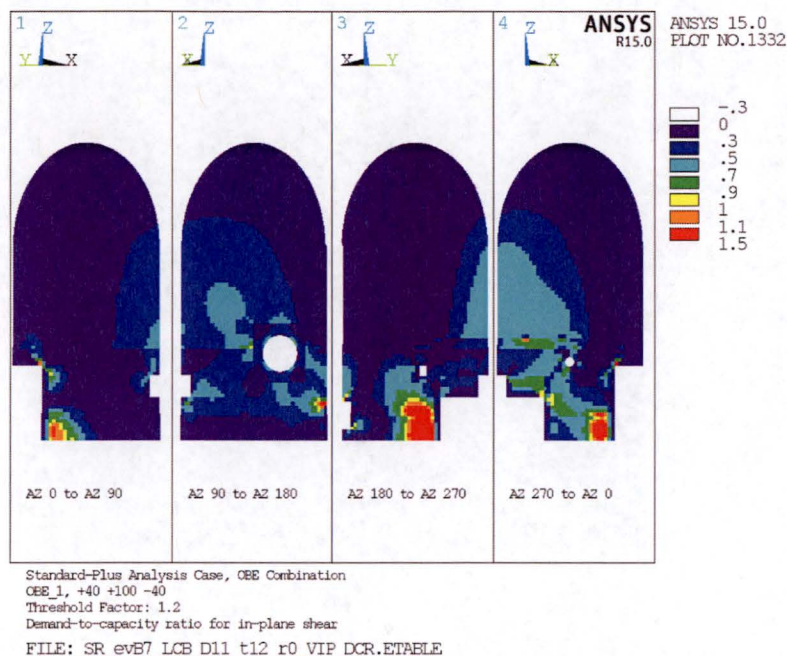 1
Z
Y X
2
Z
X
3
Z
X Y
4
Z
X
ANSYS
R15.0
ANSYS 15.0
PLOT NO.1332
-.3
0
.3
.5
.7
.9
1
1.1
1.5
AZ 0 to AZ 90
AZ 90 to AZ 180
AZ 180 to AZ 270
AZ 270 to AZ 0
Standard-Plus Analysis Case, OBE Combination
OBE_1, +40 +100 -40
Threshold Factor: 1.2
Demand-to-capacity ratio for in-plane shear
FILE: SR evB7 LCB D11 t12 r0 VIP DCR.ETABLE